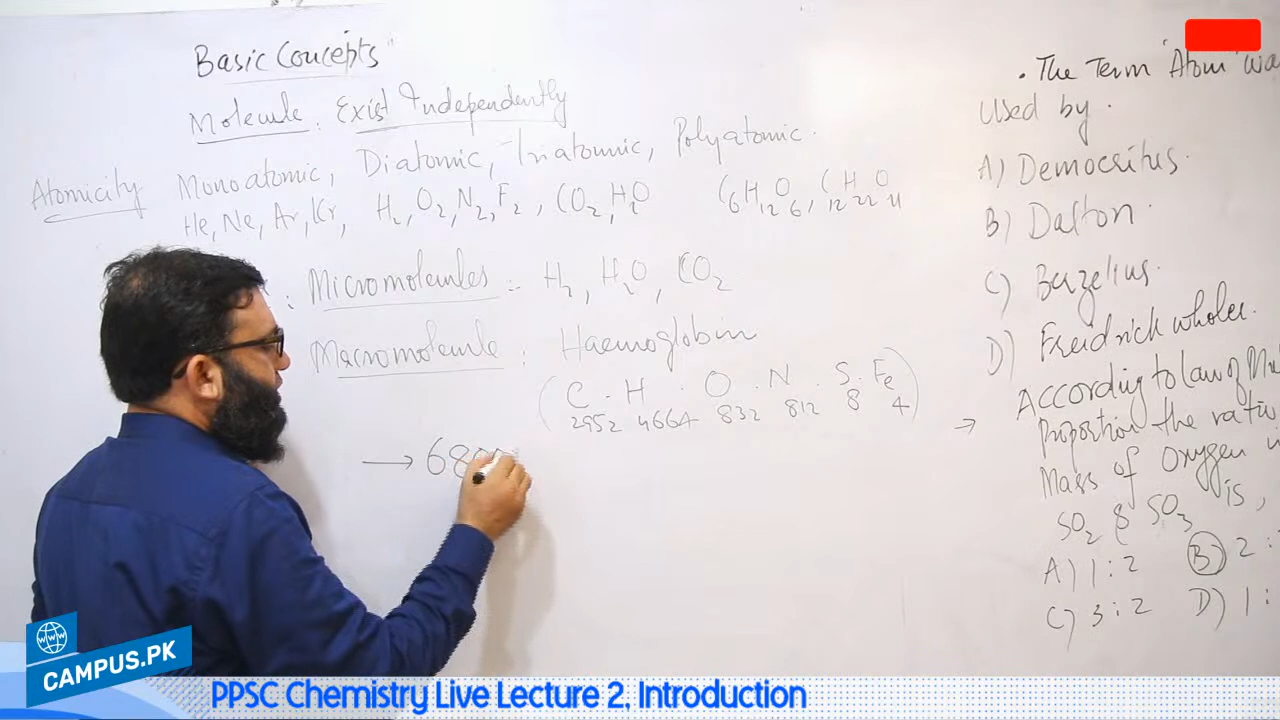 Basic Concepts"
Molecule : Exist Independently
Atomicity Monoatomic, Diatomic, Triatomic, Polyatomic.
He, Ne, Ar, Kr, H₂, O₂, N₂, F₂, CO₂, H₂O C₆H₁₂O₆, C₁₂H₂₂O₁₁
: Micromolecules :- H₂, H₂O, CO₂
Macromolecule : Haemoglobin
(C₂₉₅₂ · H₄₆₆₄ · O₈₃₂ · N₈₁₂ · S₈ · Fe₄)
→ 68
• The Term "Atom" wa
Used by.
A) Democritus.
B) Dalton.
C) Berzelius.
D) Freidrick wholer.
→ According to law of Mul
Proportion the ratio
Mass of Oxygen in
SO₂ & SO₃ is,
A) 1 : 2 B) 2 :
C) 3 : 2 D) 1 :
WWW
CAMPUS.PK
PPSC Chemistry Live Lecture 2, Introduction